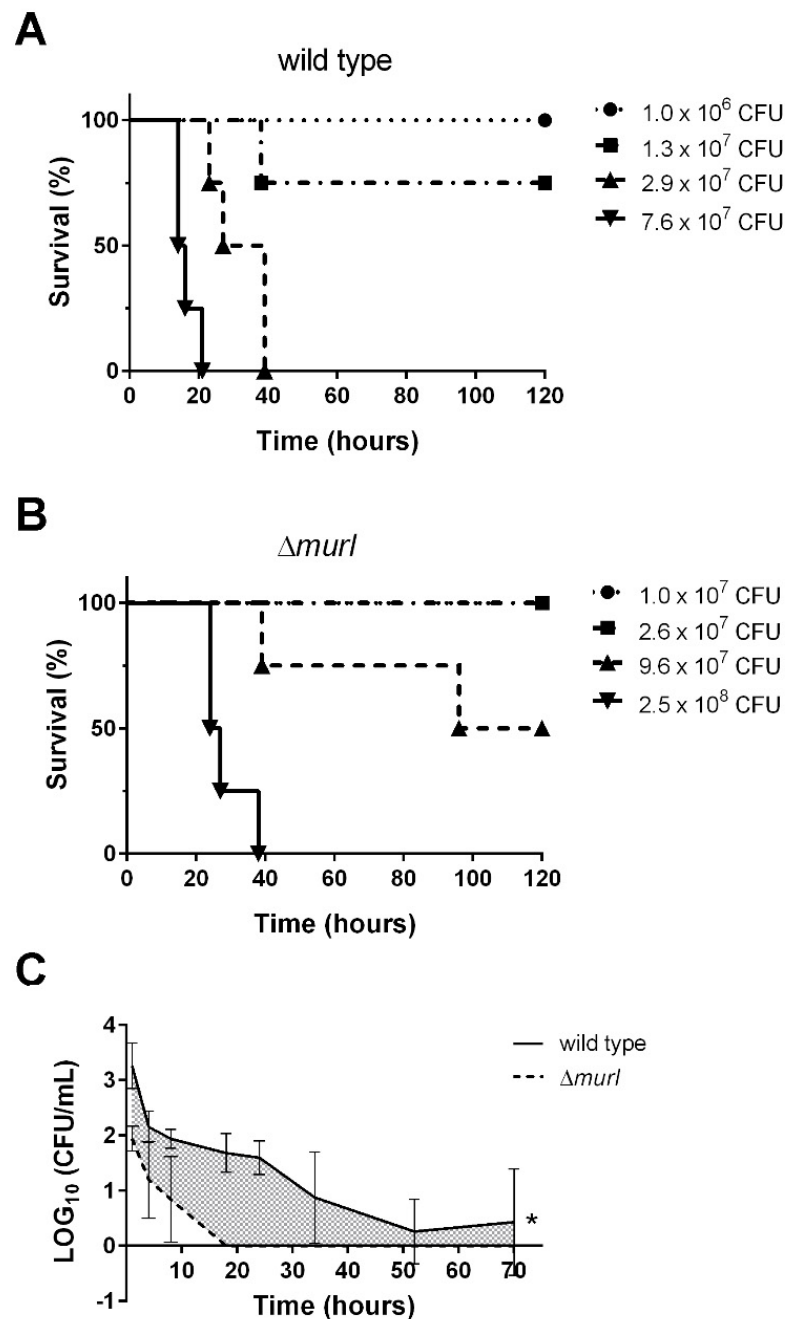 A
wild type
Survival (%)
100
50
0
0 20 40 60 80 100 120
Time (hours)
1.0 x 10⁶ CFU
1.3 x 10⁷ CFU
2.9 x 10⁷ CFU
7.6 x 10⁷ CFU
B
Δmurl
Survival (%)
100
50
0
0 20 40 60 80 100 120
Time (hours)
1.0 x 10⁷ CFU
2.6 x 10⁷ CFU
9.6 x 10⁷ CFU
2.5 x 10⁸ CFU
C
LOG₁₀ (CFU/mL)
4
3
2
1
0
-1
10 20 30 40 50 60 70
Time (hours)
wild type
Δmurl
*